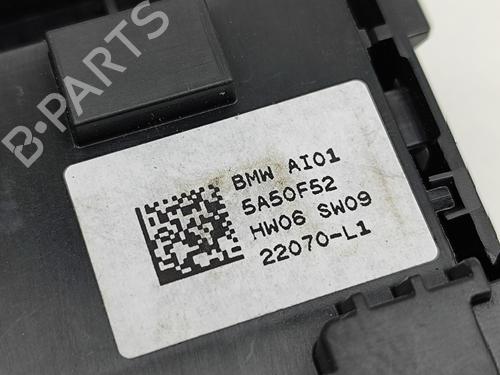 B-PARTS
BMW AI01
5A50F52
HW06 SW09
22070-L1